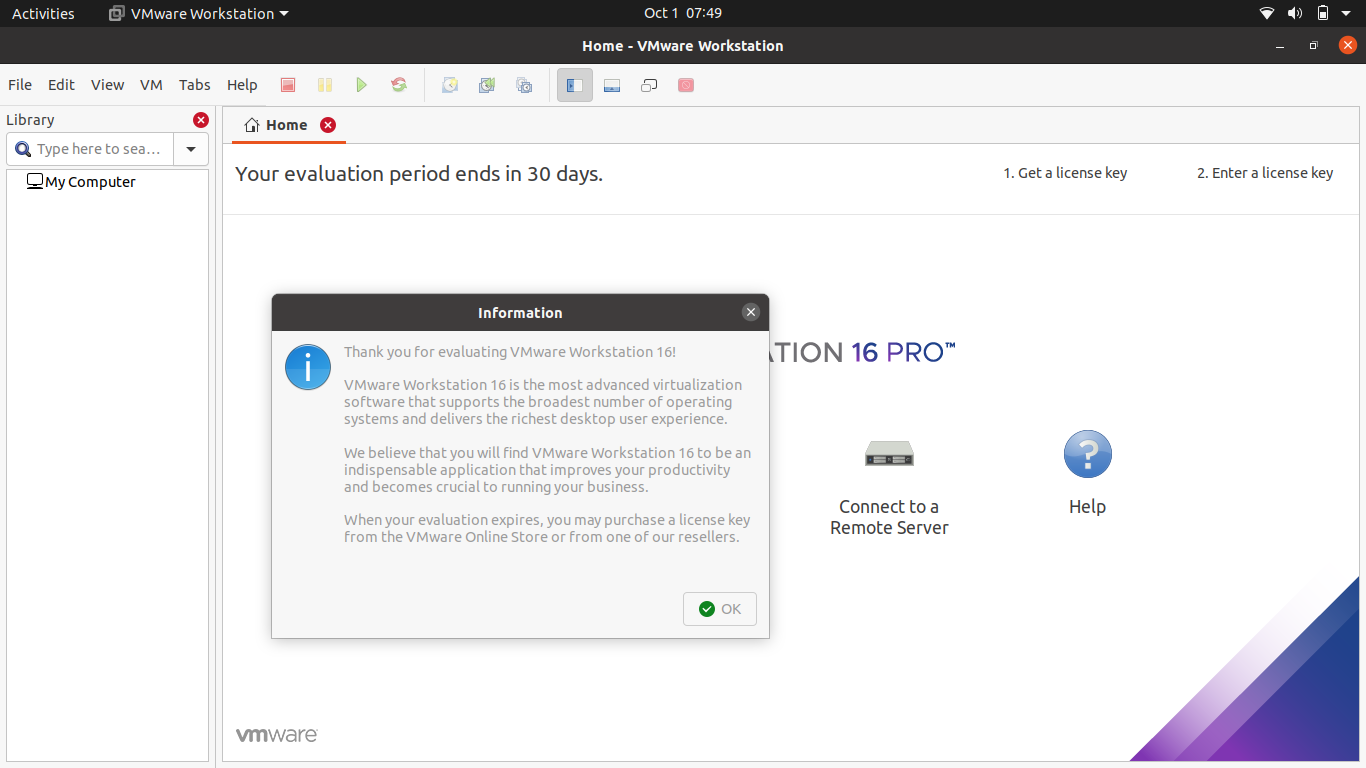 Activities
VMware Workstation
Oct 1 07:49
Home - VMware Workstation
File Edit View VM Tabs Help
Library
Home
Type here to sea...
My Computer
Your evaluation period ends in 30 days.
1. Get a license key
2. Enter a license key
Information
Thank you for evaluating VMware Workstation 16!
VMware Workstation 16 is the most advanced virtualization
software that supports the broadest number of operating
systems and delivers the richest desktop user experience.
We believe that you will find VMware Workstation 16 to be an
indispensable application that improves your productivity
and becomes crucial to running your business.
When your evaluation expires, you may purchase a license key
from the VMware Online Store or from one of our resellers.
OK
ATION 16 PRO™
Connect to a
Remote Server
Help
vmware